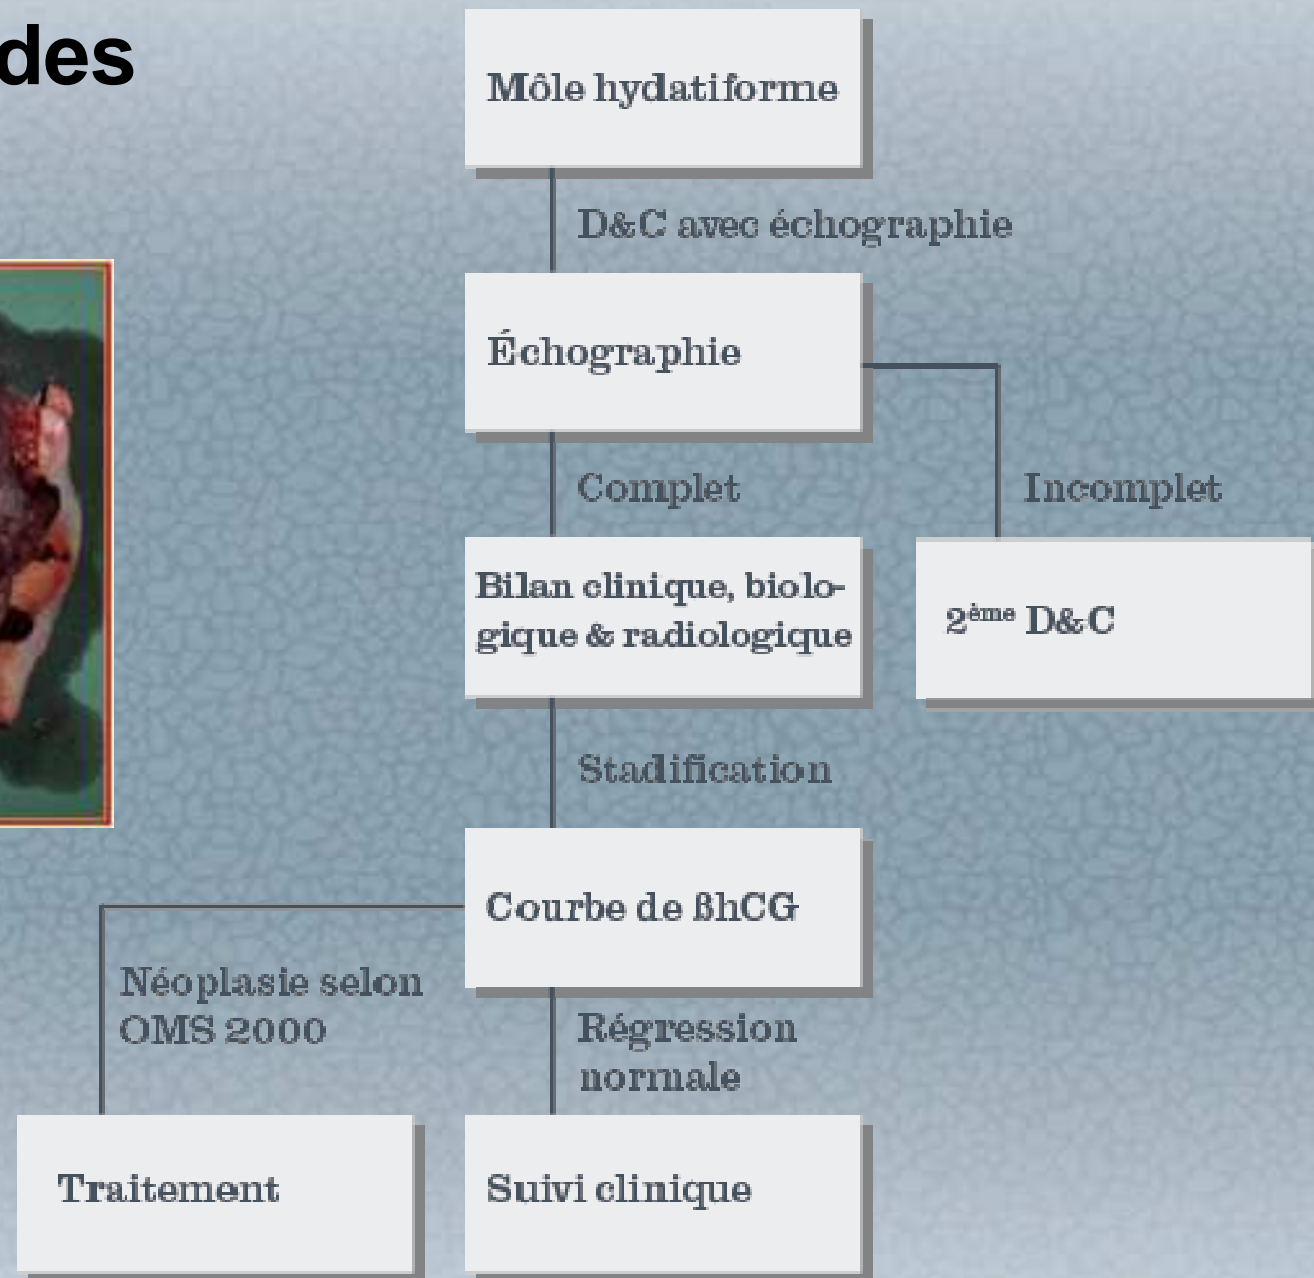 des
Môle hydatiforme
D&C avec échographie
Échographie
Complet
Incomplet
Bilan clinique, biolo-
gique & radiologique
2ème D&C
Stadification
Courbe de βhCG
Néoplasie selon
OMS 2000
Régression
normale
Traitement
Suivi clinique